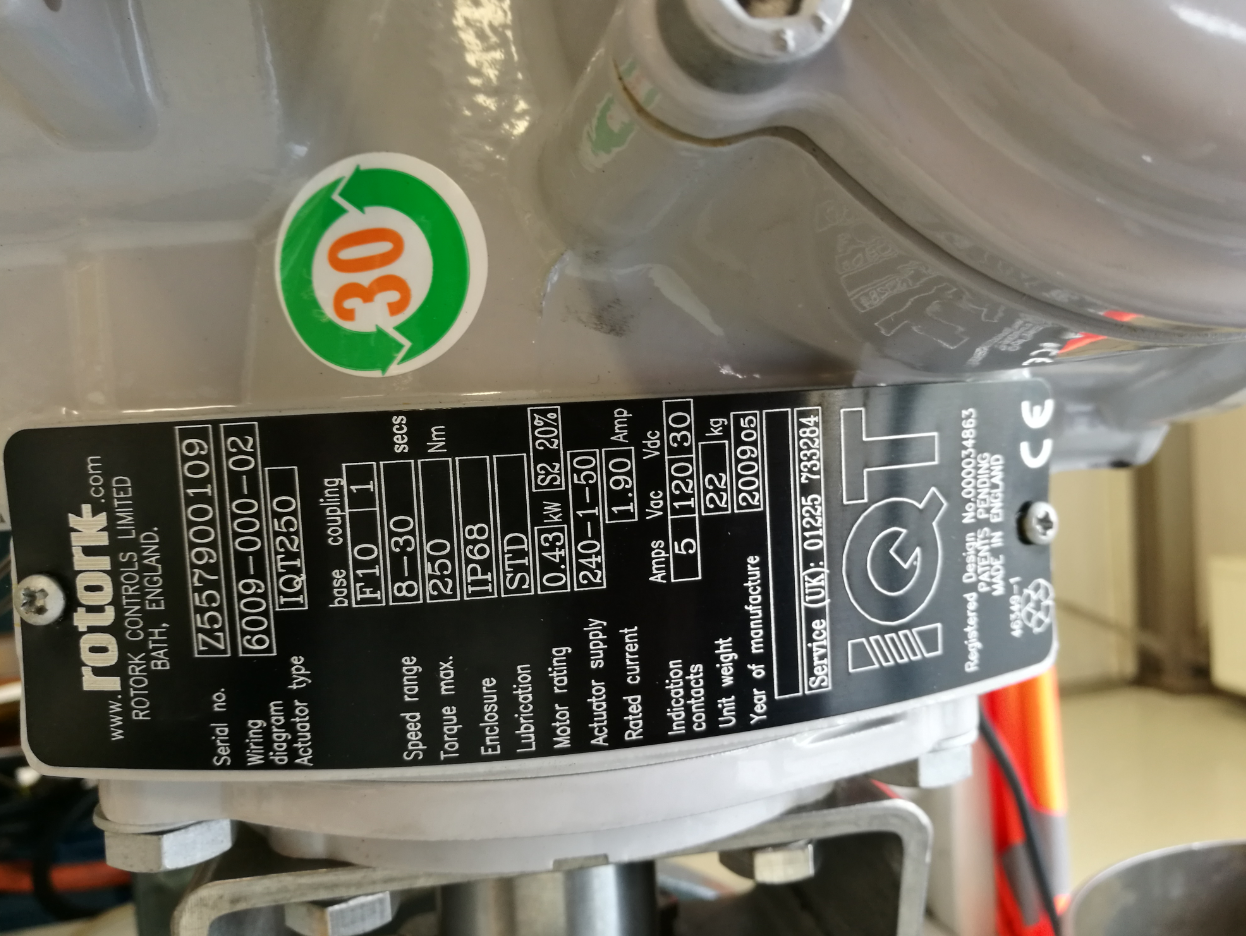 30
www.rotork.com
ROTORK CONTROLS LIMITED
BATH, ENGLAND.
Serial no. Z557900109
Wiring diagram 6009-000-02
Actuator type IQT250
base coupling
F10 1
Speed range 8-30 secs
Torque max. 250 Nm
Enclosure IP68
Lubrication STD
Motor rating 0.43 kW S2 20%
Actuator supply 240-1-50
Rated current 1.90 Amp
Amps Vac Vdc
Indication contacts 5 120 30
Unit weight 22 kg
Year of manufacture 200905
Service (UK): 01225 733284
IQT
Registered Design No.000034863
PATENTS PENDING
MADE IN ENGLAND
46349-1
CE